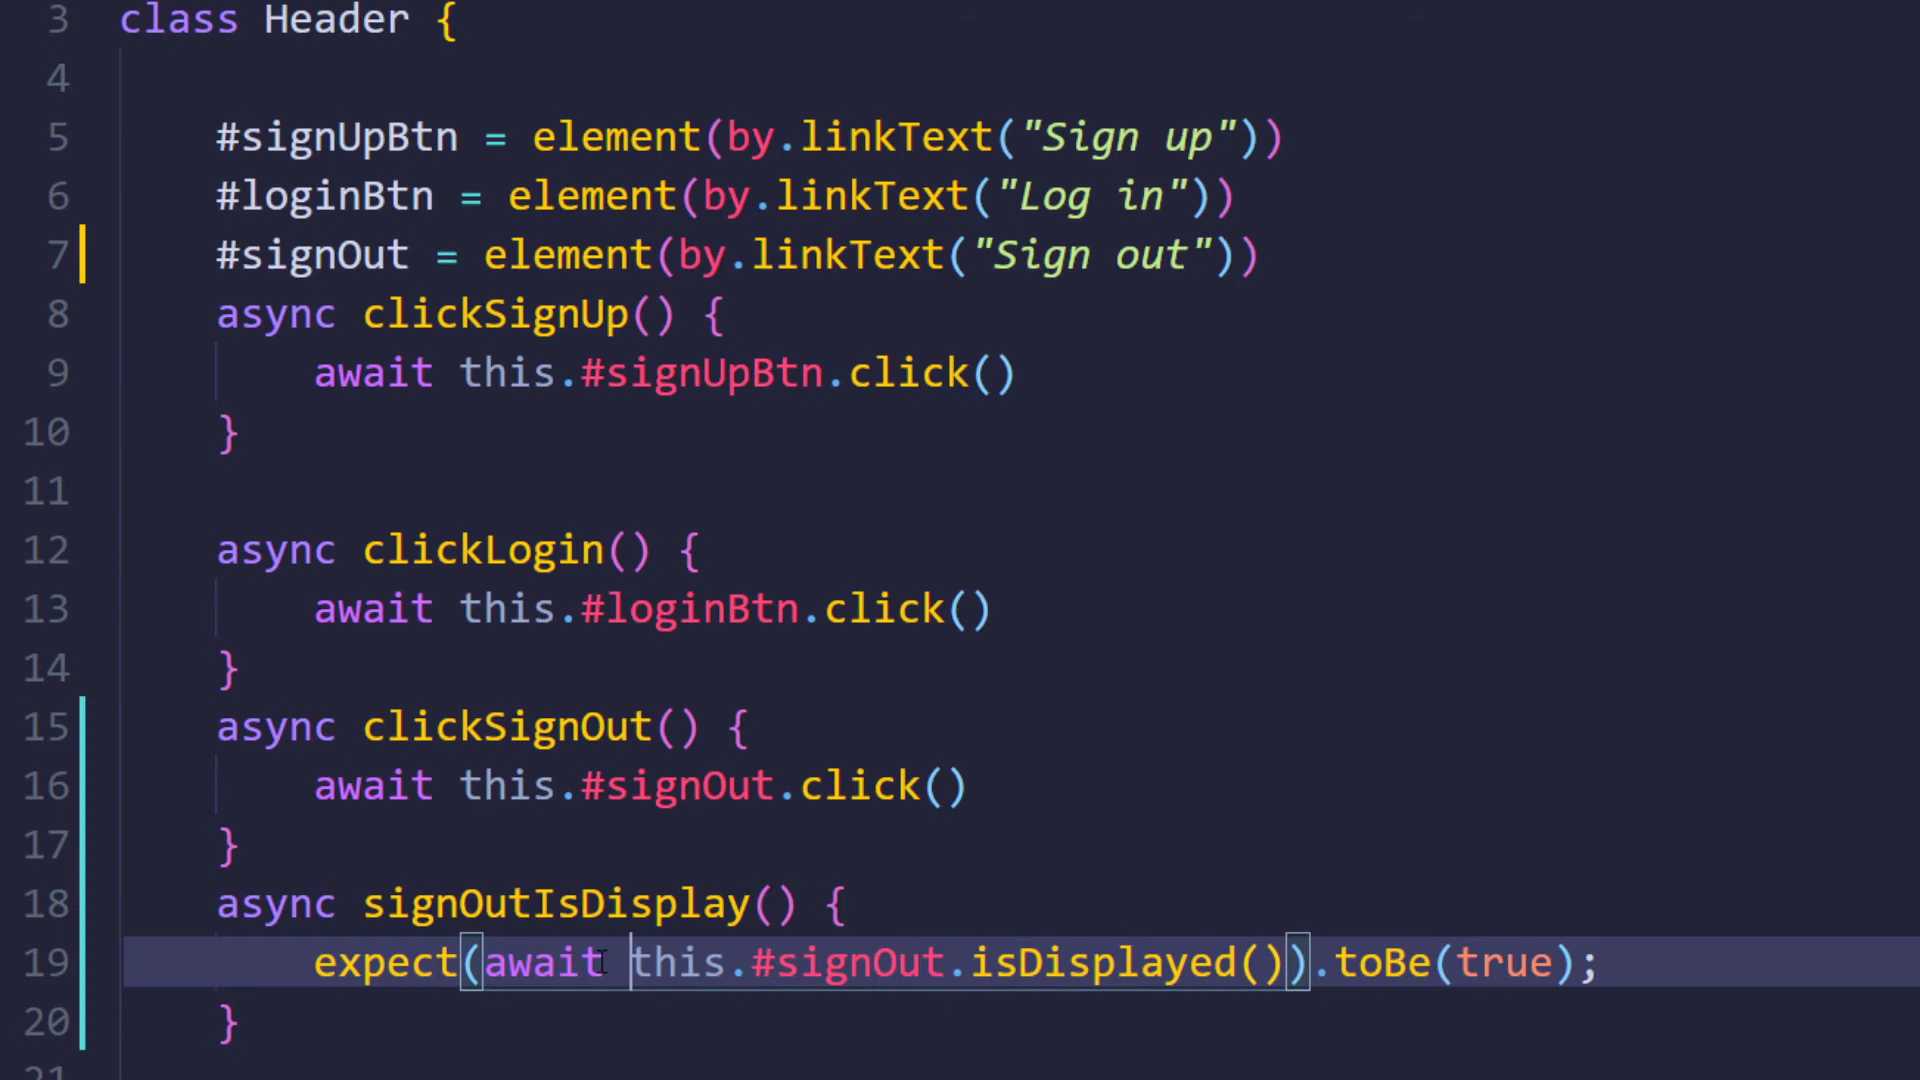 3 class Header {
4
5 #signUpBtn = element(by.linkText("Sign up"))
6 #loginBtn = element(by.linkText("Log in"))
7 #signOut = element(by.linkText("Sign out"))
8 async clickSignUp() {
9 await this.#signUpBtn.click()
10 }
11
12 async clickLogin() {
13 await this.#loginBtn.click()
14 }
15 async clickSignOut() {
16 await this.#signOut.click()
17 }
18 async signOutIsDisplay() {
19 expect(await this.#signOut.isDisplayed()).toBe(true);
20 }
21